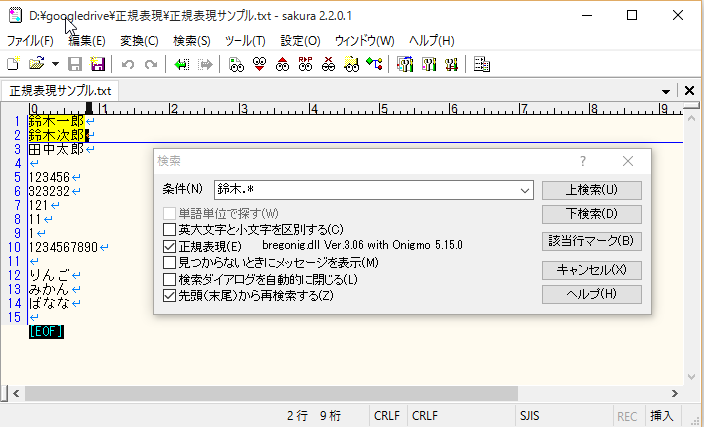 D:¥googledrive¥正規表現¥正規表現サンプル.txt - sakura 2.2.0.1
ファイル(F) 編集(E) 変換(C) 検索(S) ツール(T) 設定(O) ウィンドウ(W) ヘルプ(H)
正規表現サンプル.txt
0 1 2 3 4 5 6 7 8 9
1 鈴木一郎↵
2 鈴木次郎↵
3 田中太郎↵
4 ↵
5 123456↵
6 323232↵
7 121↵
8 11↵
9 1↵
10 1234567890↵
11 ↵
12 りんご↵
13 みかん↵
14 ばなな↵
15 ↵
[EOF]
検索
条件(N) 鈴木.* 上検索(U)
単語単位で探す(W) 下検索(D)
英大文字と小文字を区別する(C)
正規表現(E) bregonig.dll Ver.3.06 with Onigmo 5.15.0 該当行マーク(B)
見つからないときにメッセージを表示(M)
検索ダイアログを自動的に閉じる(L) キャンセル(X)
先頭(末尾)から再検索する(Z) ヘルプ(H)
2 行 9 桁 CRLF CRLF SJIS REC 挿入